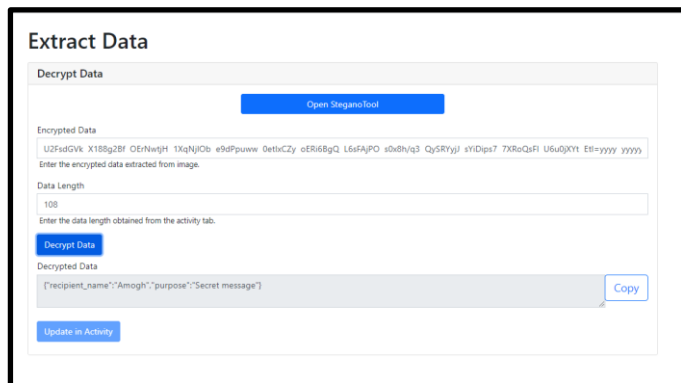 Extract Data
Decrypt Data
Open SteganoTool
Encrypted Data
U2FsdGVk X188g2Bf OErNwtjH 1XqNjlOb e9dPpuww 0etlxCZy oERi6BgQ L6sFAjPO s0x8h/q3 QySRYyjJ sYiDips7 7XRoQsFl U6u0jXYt Etl=yyyy yyyyy
Enter the encrypted data extracted from image.
Data Length
108
Enter the data length obtained from the activity tab.
Decrypt Data
Decrypted Data
{"recipient_name":"Amogh","purpose":"Secret message"}
Copy
Update in Activity